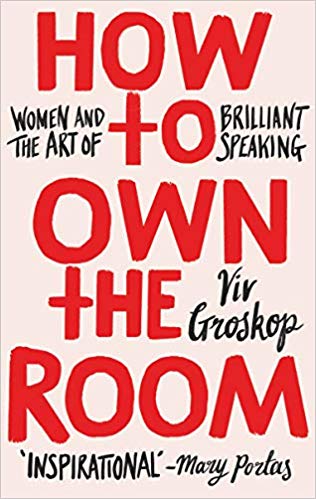 HOW
WOMEN AND
THE ART OF
to
BRILLIANT
SPEAKING
OWN
tHE
Viv
Groskop
ROOM
'INSPIRATIONAL' – Mary Portas